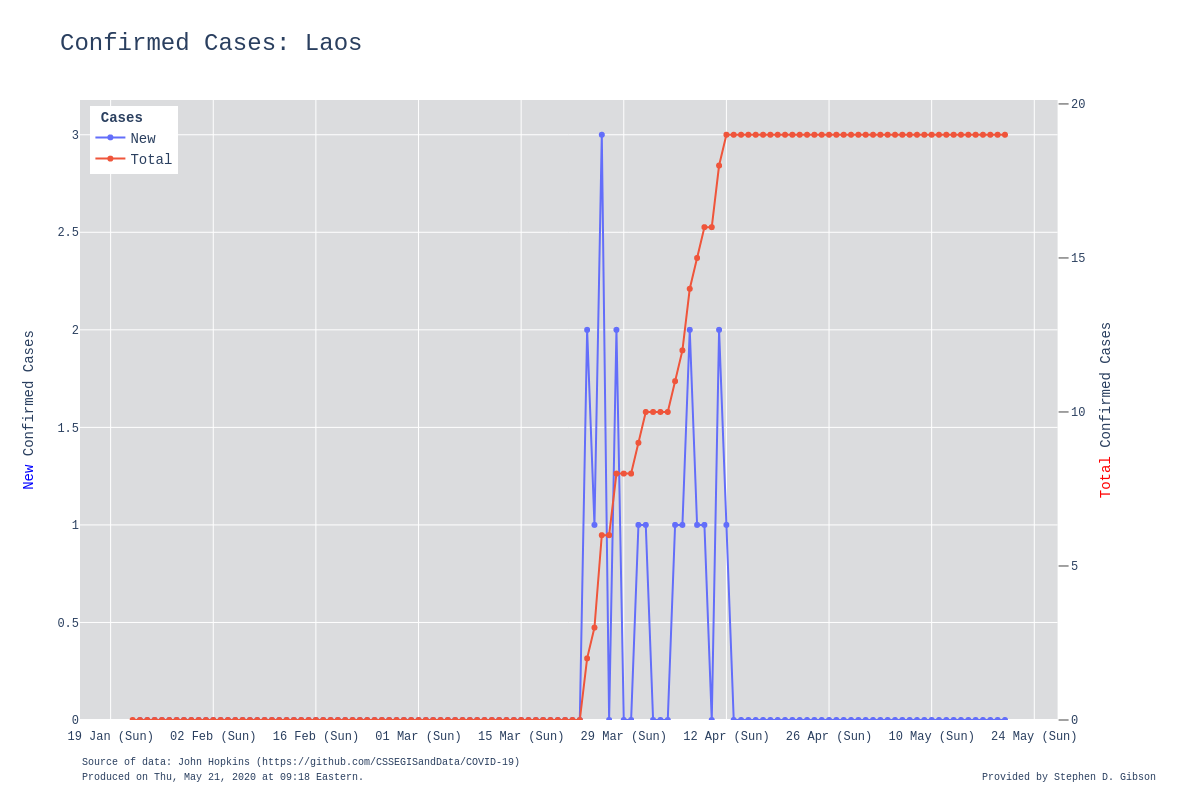 Confirmed Cases: Laos
Cases
New
Total
3
2.5
2
1.5
1
0.5
0
20
15
10
5
0
New Confirmed Cases
Total Confirmed Cases
19 Jan (Sun) 02 Feb (Sun) 16 Feb (Sun) 01 Mar (Sun) 15 Mar (Sun) 29 Mar (Sun) 12 Apr (Sun) 26 Apr (Sun) 10 May (Sun) 24 May (Sun)
Source of data: John Hopkins (https://github.com/CSSEGISandData/COVID-19)
Produced on Thu, May 21, 2020 at 09:18 Eastern.
Provided by Stephen D. Gibson